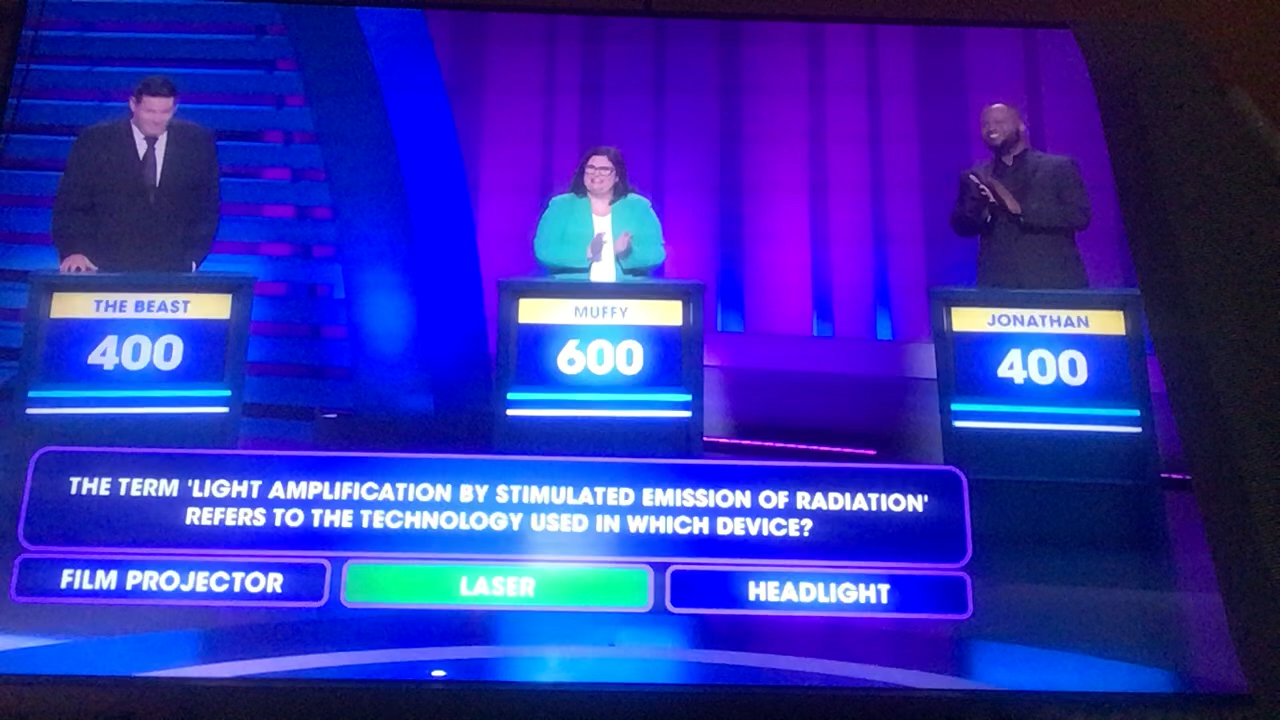 THE BEAST
400
MUFFY
600
JONATHAN
400
THE TERM 'LIGHT AMPLIFICATION BY STIMULATED EMISSION OF RADIATION'
REFERS TO THE TECHNOLOGY USED IN WHICH DEVICE?
FILM PROJECTOR
LASER
HEADLIGHT